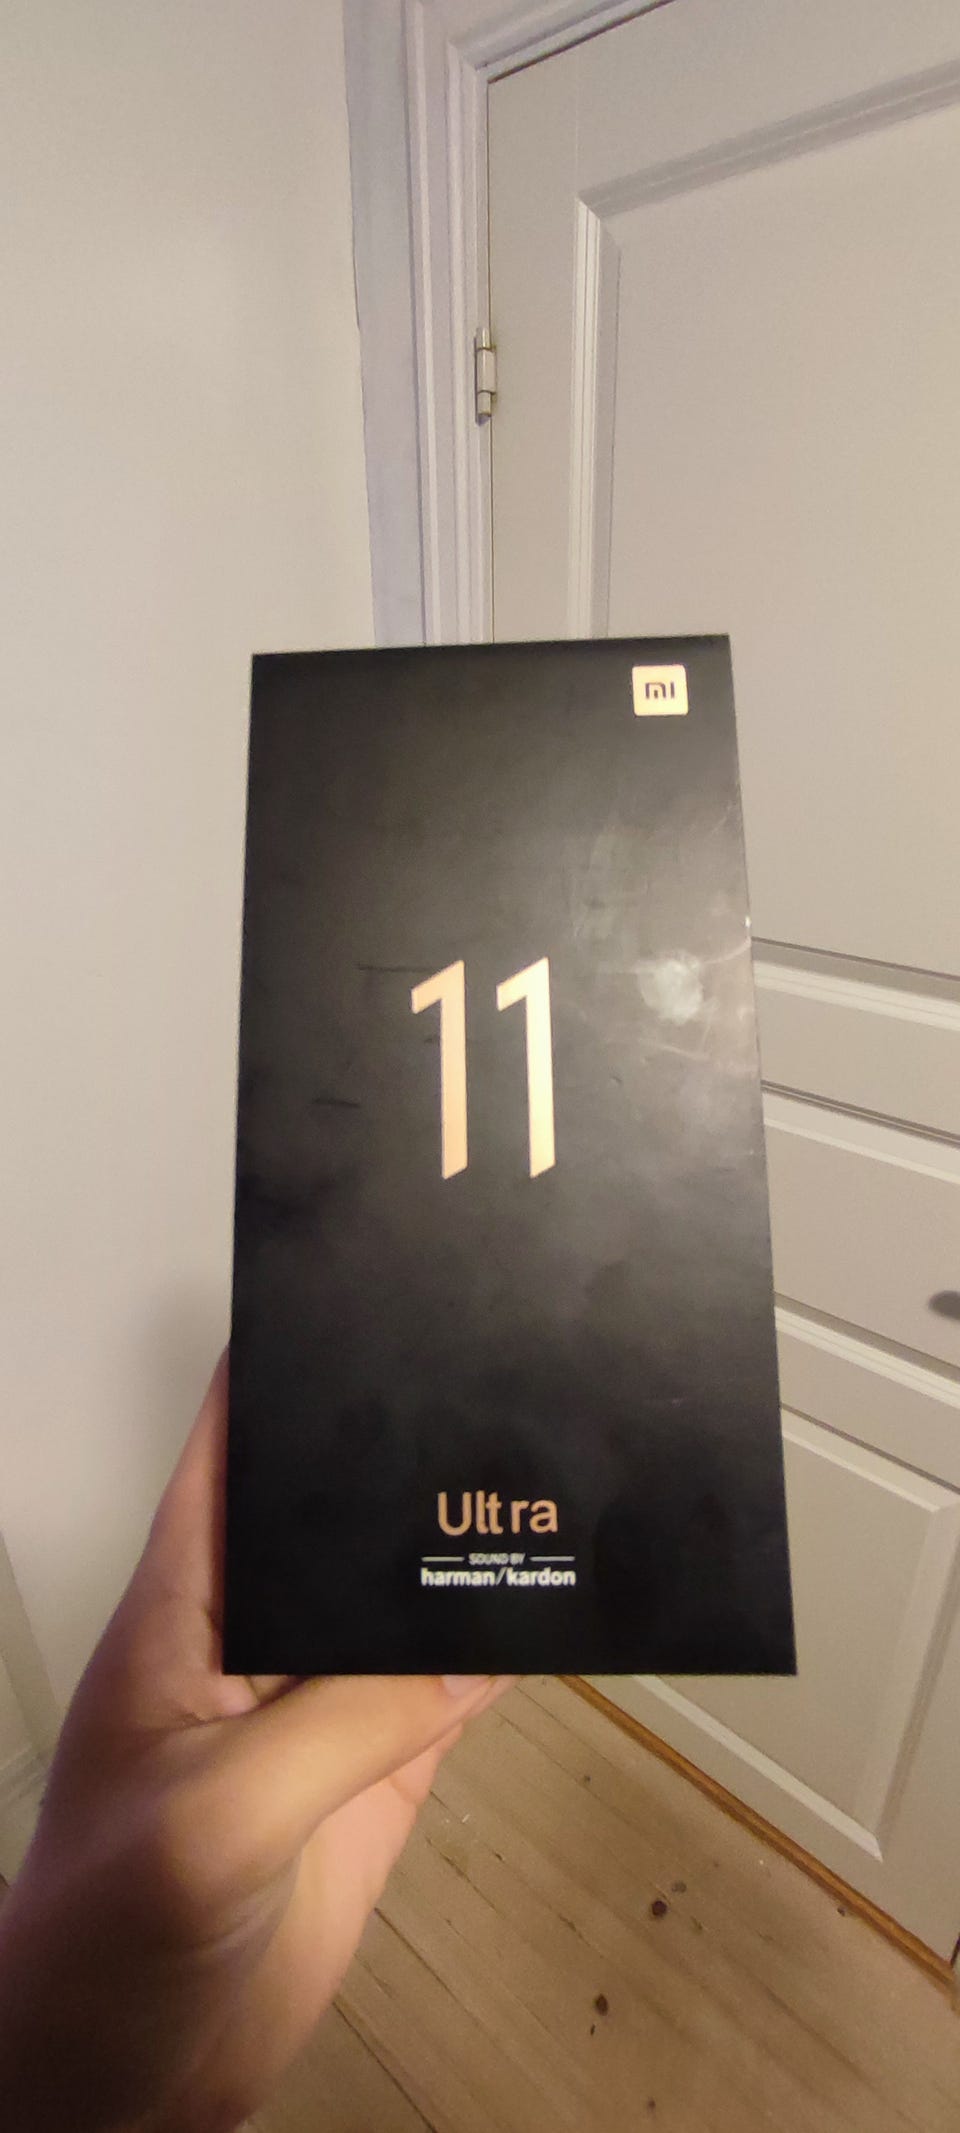 mi
11
Ultra
SOUND BY
harman/kardon